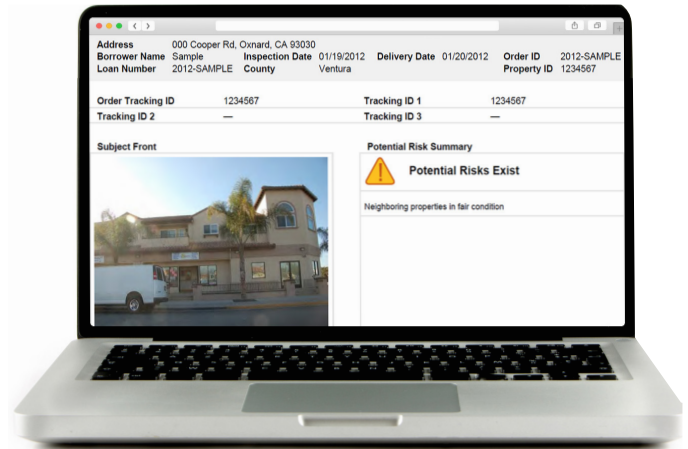 Address 000 Cooper Rd, Oxnard, CA 93030
Borrower Name Sample Inspection Date 01/19/2012 Delivery Date 01/20/2012 Order ID 2012-SAMPLE
Loan Number 2012-SAMPLE County Ventura Property ID 1234567
Order Tracking ID 1234567 Tracking ID 1 1234567
Tracking ID 2 — Tracking ID 3 —
Subject Front Potential Risk Summary
Potential Risks Exist
Neighboring properties in fair condition